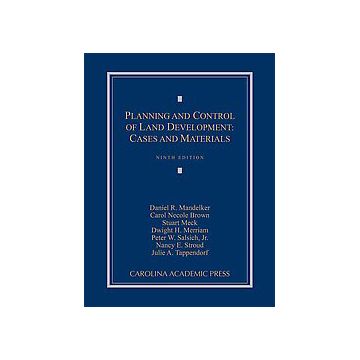 PLANNING AND CONTROL
OF LAND DEVELOPMENT:
CASES AND MATERIALS
NINTH EDITION
Daniel R. Mandelker
Carol Necole Brown
Stuart Meck
Dwight H. Merriam
Peter W. Salsich, Jr.
Nancy E. Stroud
Julie A. Tappendorf
CAROLINA ACADEMIC PRESS